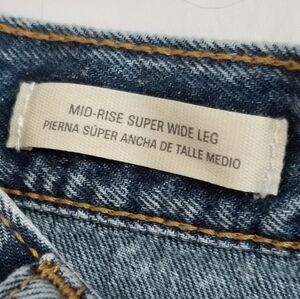 MID-RISE SUPER WIDE LEG
PIERNA SÚPER ANCHA DE TALLE MEDIO